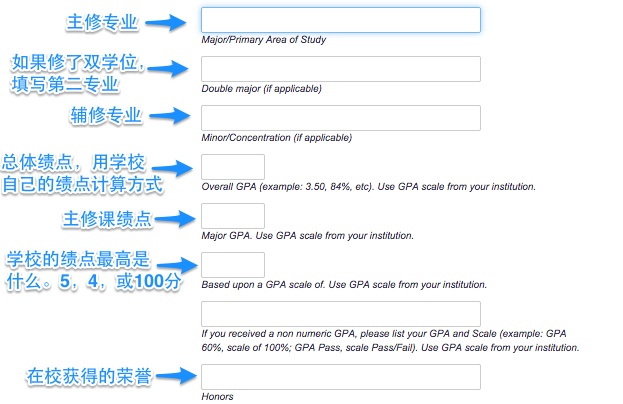 主修专业
Major/Primary Area of Study
如果修了双学位，
填写第二专业
Double major (if applicable)
辅修专业
Minor/Concentration (if applicable)
总体绩点，用学校
自己的绩点计算方式
Overall GPA (example: 3.50, 84%, etc). Use GPA scale from your institution.
主修课绩点
Major GPA. Use GPA scale from your institution.
学校的绩点最高是
什么。5，4，或100分
Based upon a GPA scale of. Use GPA scale from your institution.
If you received a non numeric GPA, please list your GPA and Scale (example: GPA
60%, scale of 100%; GPA Pass, scale Pass/Fail). Use GPA scale from your institution.
在校获得的荣誉
Honors